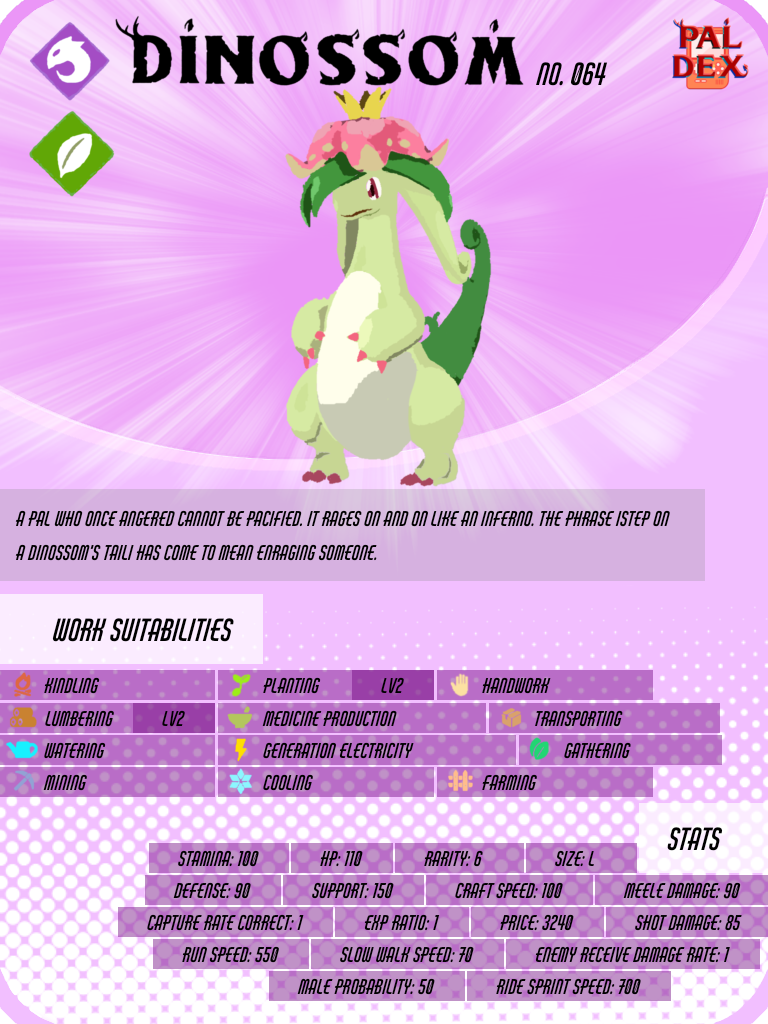 DINOSSOM NO. 064
PAL
DEX
A PAL WHO ONCE ANGERED CANNOT BE PACIFIED. IT RAGES ON AND ON LIKE AN INFERNO. THE PHRASE ISTEP ON
A DINOSSOM'S TAILI HAS COME TO MEAN ENRAGING SOMEONE.
WORK SUITABILITIES
KINDLING PLANTING LV2 HANDWORK
LUMBERING LV2 MEDICINE PRODUCTION TRANSPORTING
WATERING GENERATION ELECTRICITY GATHERING
MINING COOLING FARMING
STATS
STAMINA: 100 HP: 110 RARITY: 6 SIZE: L
DEFENSE: 90 SUPPORT: 150 CRAFT SPEED: 100 MEELE DAMAGE: 90
CAPTURE RATE CORRECT: 1 EXP RATIO: 1 PRICE: 3240 SHOT DAMAGE: 85
RUN SPEED: 550 SLOW WALK SPEED: 70 ENEMY RECEIVE DAMAGE RATE: 1
MALE PROBABILITY: 50 RIDE SPRINT SPEED: 700